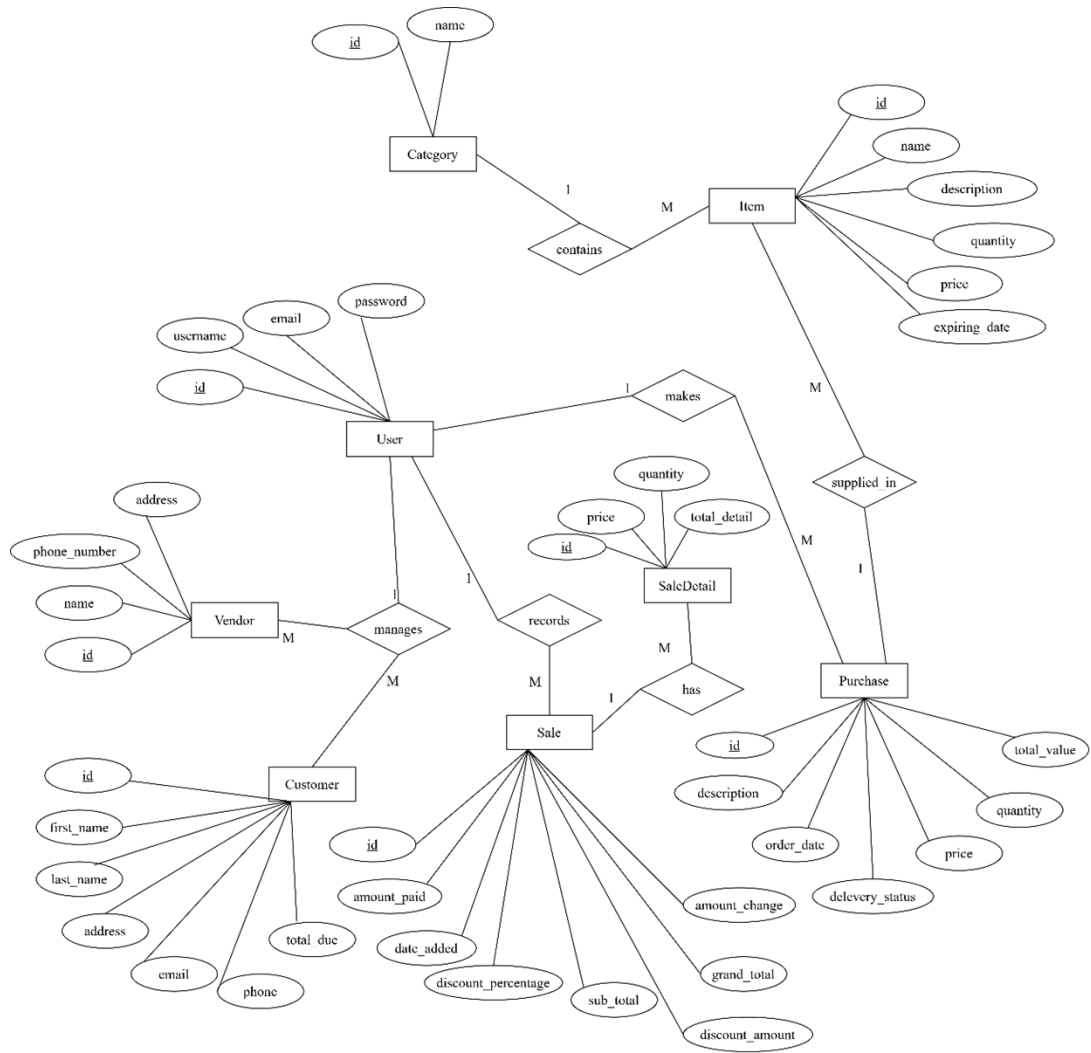 name
id
id
Category
name
description
1
M
Item
contains
quantity
price
expiring_date
password
email
username
id
1
makes
M
User
quantity
supplied_in
address
price
total_detail
id
phone_number
M
1
1
SaleDetail
name
1
Vendor
manages
records
M
M
id
M
M
1
has
Purchase
Sale
id
total_value
id
Customer
description
quantity
first_name
order_date
price
last_name
id
amount_paid
delevery_status
amount_change
address
total_due
date_added
email
discount_percentage
grand_total
phone
sub_total
discount_amount